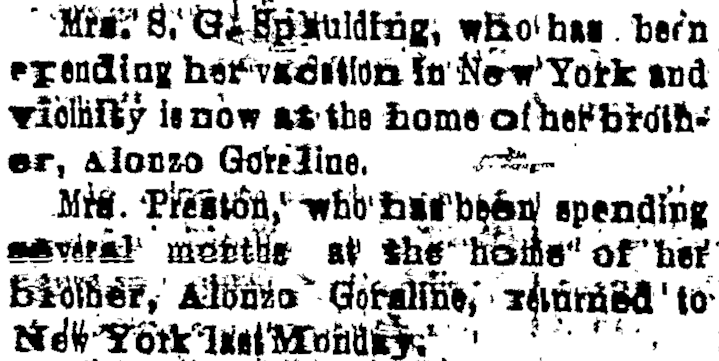 Mrs. S. G. Spaulding, who has been
spending her vacation in New York and
vicinity is now at the home of her broth-
er, Alonzo Goreline.
Mrs. Preston, who has been spending
several months at the home of her
brother, Alonzo Goraline, returned to
New York last Monday.